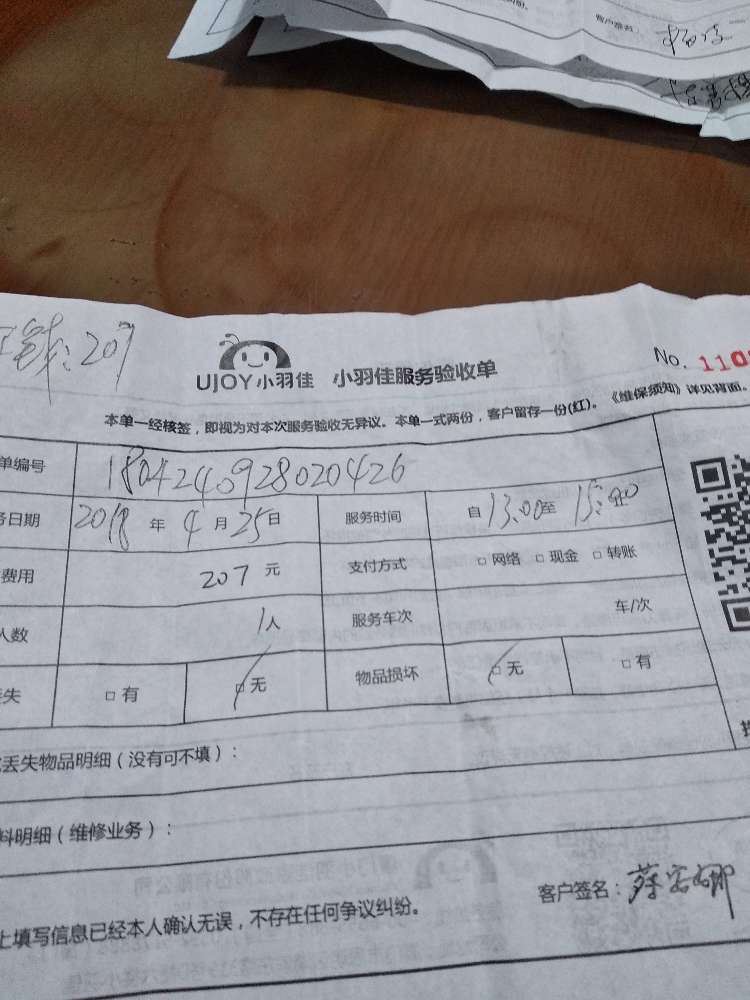 客户签名：
钱：207
UJOY小羽佳 小羽佳服务验收单
No. 110
本单一经核签，即视为对本次服务验收无异议。本单一式两份，客户留存一份(红)。《维保须知》详见背面。
单编号 1804240928020426
务日期 2018 年 4 月 25 日 服务时间 自 13:00 至 15:00
费用 207 元 支付方式 □ 网络 □ 现金 □ 转账
人数 1人 服务车次 车/次
失 □ 有 □ 无 物品损坏 □ 无 □ 有
丢失物品明细（没有可不填）：
料明细（维修业务）：
客户签名：
上填写信息已经本人确认无误，不存在任何争议纠纷。